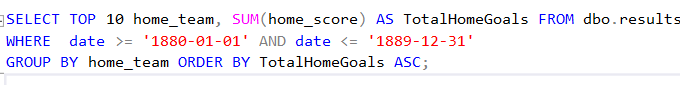 SELECT TOP 10 home_team, SUM(home_score) AS TotalHomeGoals FROM dbo.results
WHERE date >= '1880-01-01' AND date <= '1889-12-31'
GROUP BY home_team ORDER BY TotalHomeGoals ASC;